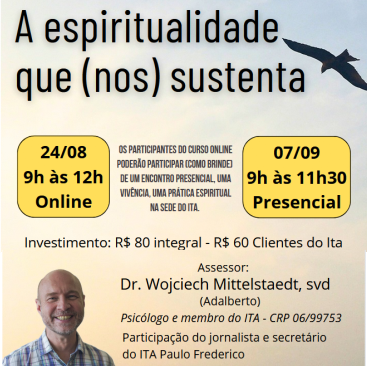 A espiritualidade
que (nos) sustenta
24/08
9h às 12h
Online
OS PARTICIPANTES DO CURSO ONLINE
PODERÃO PARTICIPAR (COMO BRINDE)
DE UM ENCONTRO PRESENCIAL, UMA
VIVÊNCIA, UMA PRÁTICA ESPIRITUAL
NA SEDE DO ITA.
07/09
9h às 11h30
Presencial
Investimento: R$ 80 integral - R$ 60 Clientes do Ita
Assessor:
Dr. Wojciech Mittelstaedt, svd
(Adalberto)
Psicólogo e membro do ITA - CRP 06/99753
Participação do jornalista e secretário
do ITA Paulo Frederico